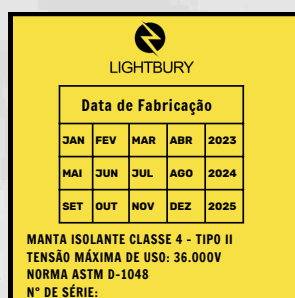 LIGHTBURY
Data de Fabricação
JAN FEV MAR ABR 2023
MAI JUN JUL AGO 2024
SET OUT NOV DEZ 2025
MANTA ISOLANTE CLASSE 4 - TIPO II
TENSÃO MÁXIMA DE USO: 36.000V
NORMA ASTM D-1048
N° DE SÉRIE: